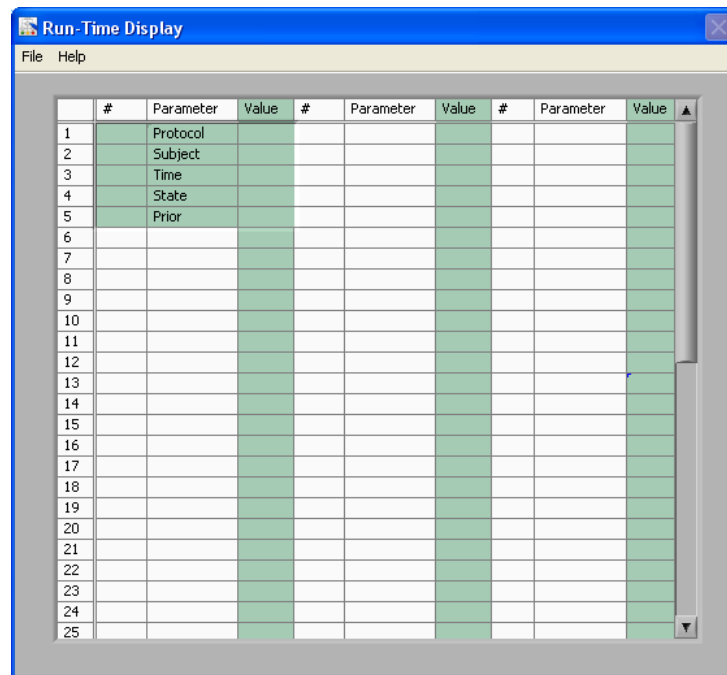 Run-Time Display
File Help
# Parameter Value # Parameter Value # Parameter Value
1 Protocol
2 Subject
3 Time
4 State
5 Prior
6
7
8
9
10
11
12
13
14
15
16
17
18
19
20
21
22
23
24
25